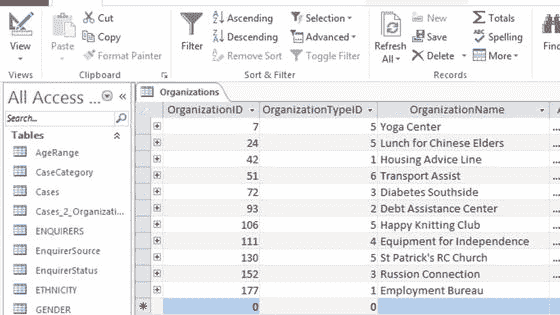 View
Paste
Cut
Copy
Format Painter
Filter
Ascending
Descending
Remove Sort
Selection
Advanced
Toggle Filter
Refresh All
New
Save
Delete
Totals
Spelling
More
Find
Views
Clipboard
Sort & Filter
Records
All Access ...
Search...
Tables
AgeRange
CaseCategory
Cases
Cases_2_Organizati...
ENQUIRERS
EnquirerSource
EnquirerStatus
ETHNICITY
GENDER
Organizations
OrganizationID OrganizationTypeID OrganizationName
7 5 Yoga Center
24 5 Lunch for Chinese Elders
42 1 Housing Advice Line
51 6 Transport Assist
72 3 Diabetes Southside
93 2 Debt Assistance Center
106 5 Happy Knitting Club
111 4 Equipment for Independence
130 5 St Patrick's RC Church
152 3 Russion Connection
177 1 Employment Bureau
0 0